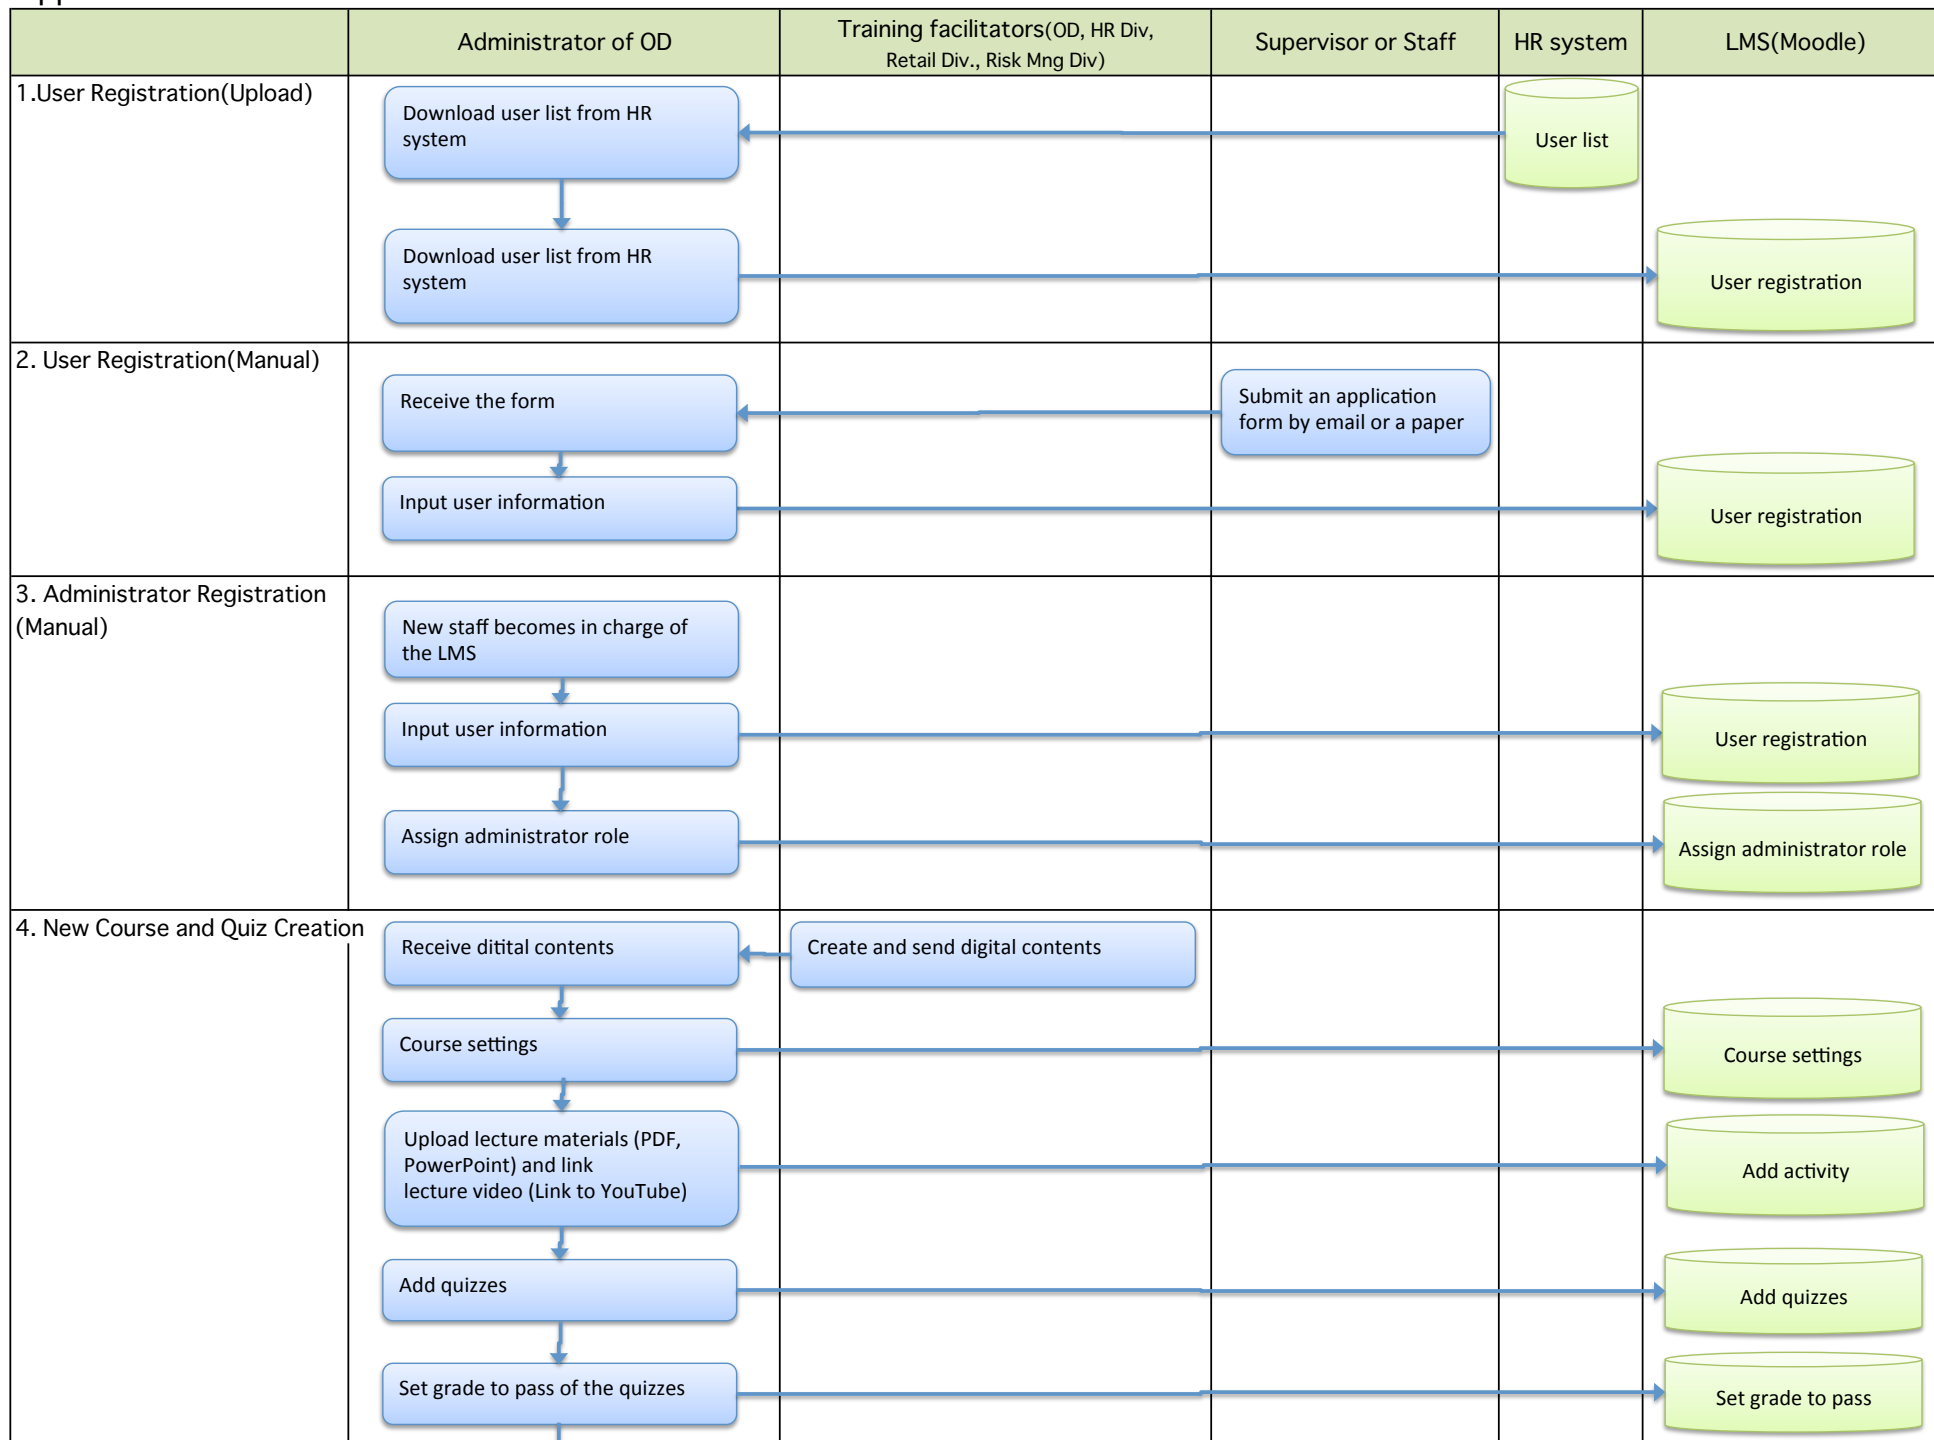 Administrator of OD
Training facilitators(OD, HR Div,
Retail Div., Risk Mng Div)
Supervisor or Staff
HR system
LMS(Moodle)
1.User Registration(Upload)
Download user list from HR
system
User list
Download user list from HR
system
User registration
2. User Registration(Manual)
Receive the form
Submit an application
form by email or a paper
Input user information
User registration
3. Administrator Registration
(Manual)
New staff becomes in charge of
the LMS
Input user information
User registration
Assign administrator role
Assign administrator role
4. New Course and Quiz Creation
Receive ditital contents
Create and send digital contents
Course settings
Course settings
Upload lecture materials (PDF,
PowerPoint) and link
lecture video (Link to YouTube)
Add activity
Add quizzes
Add quizzes
Set grade to pass of the quizzes
Set grade to pass